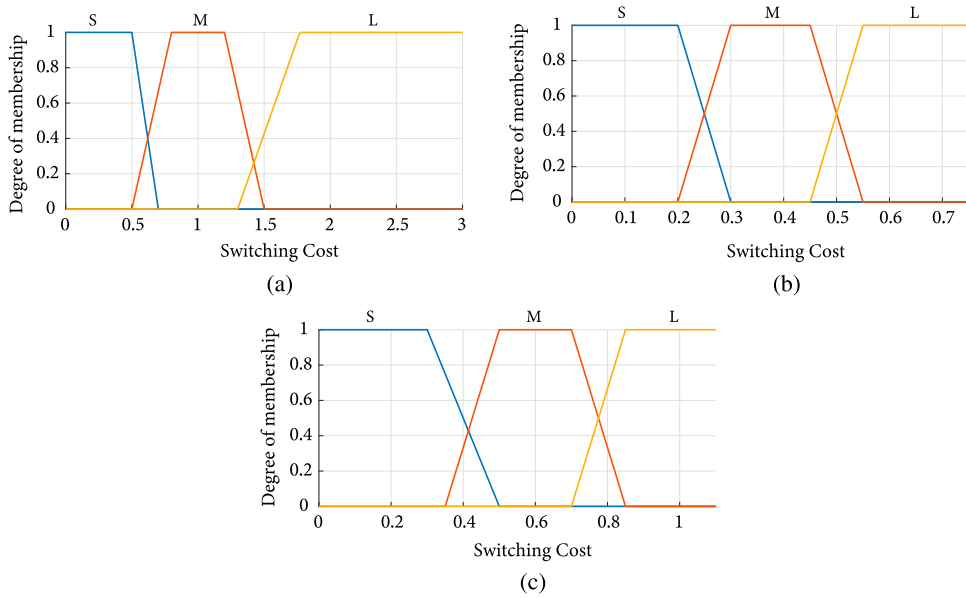 S M L
1
0.8
0.6
0.4
0.2
0
Degree of membership
0 0.5 1 1.5 2 2.5 3
Switching Cost
(a)
S M L
1
0.8
0.6
0.4
0.2
0
Degree of membership
0 0.1 0.2 0.3 0.4 0.5 0.6 0.7
Switching Cost
(b)
S M L
1
0.8
0.6
0.4
0.2
0
Degree of membership
0 0.2 0.4 0.6 0.8 1
Switching Cost
(c)